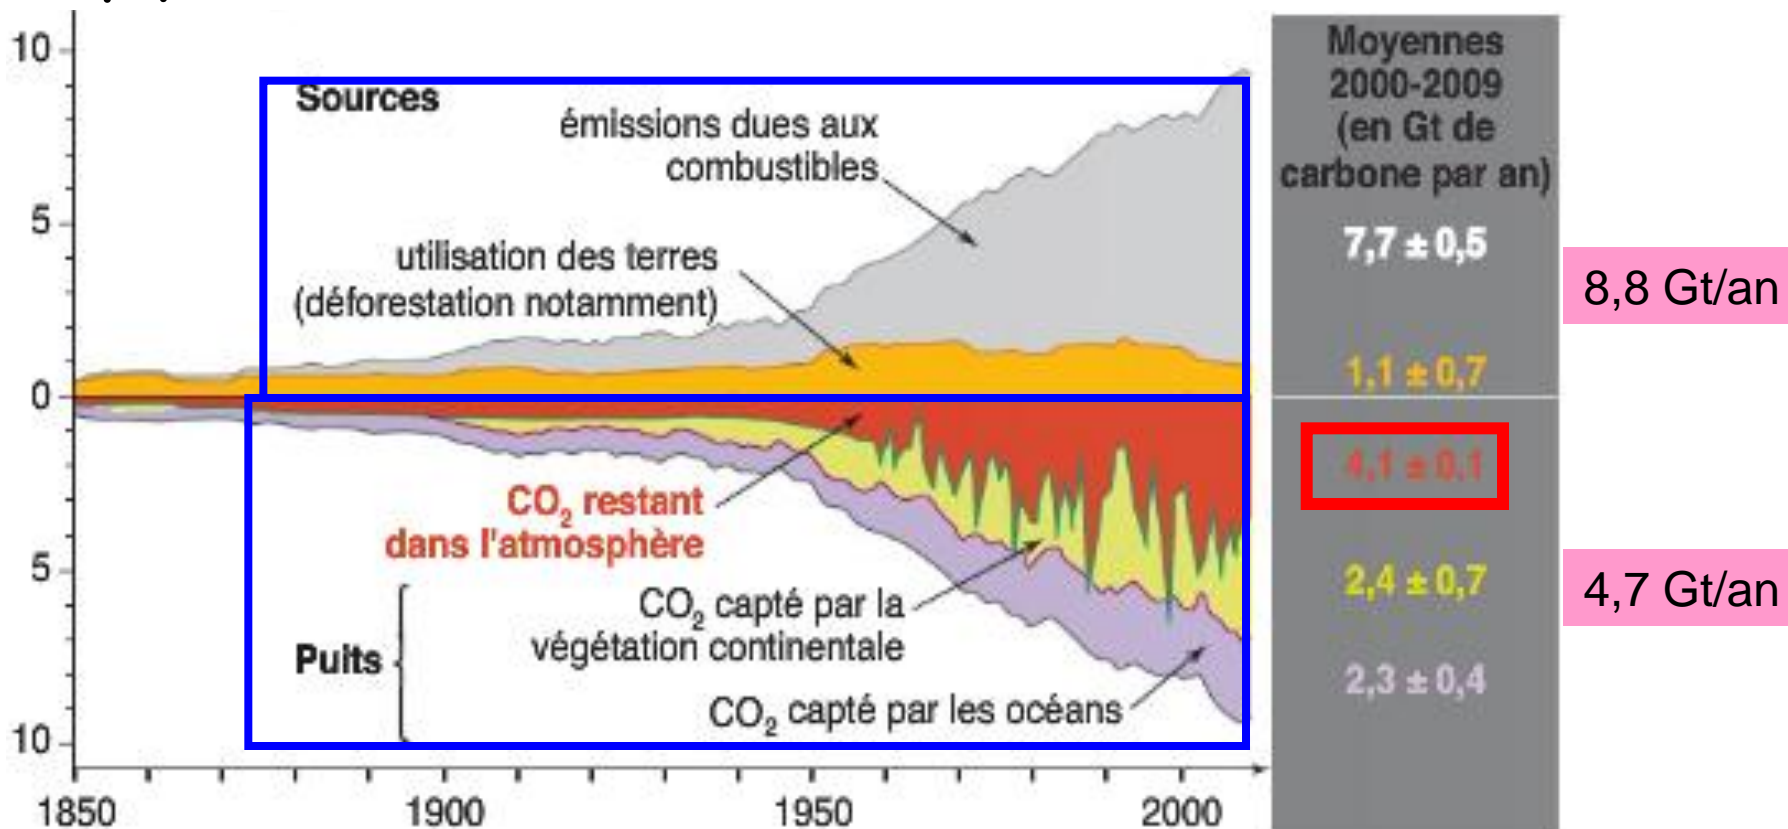 10
5
0
5
10
Sources
émissions dues aux
combustibles
utilisation des terres
(déforestation notamment)
CO₂ restant
dans l'atmosphère
Puits
CO₂ capté par la
végétation continentale
CO₂ capté par les océans
1850 1900 1950 2000
Moyennes
2000-2009
(en Gt de
carbone par an)
7,7 ± 0,5
1,1 ± 0,7
4,1 ± 0.1
2,4 ± 0,7
2,3 ± 0,4
8,8 Gt/an
4,7 Gt/an